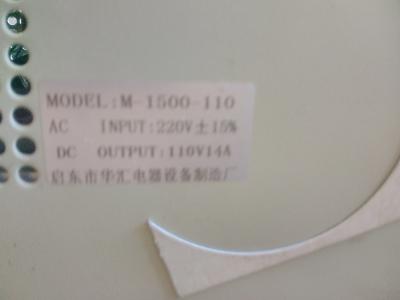 MODEL:M-1500-110
AC INPUT:220V±15%
DC OUTPUT:110V14A
启东市华汇电器设备制造厂